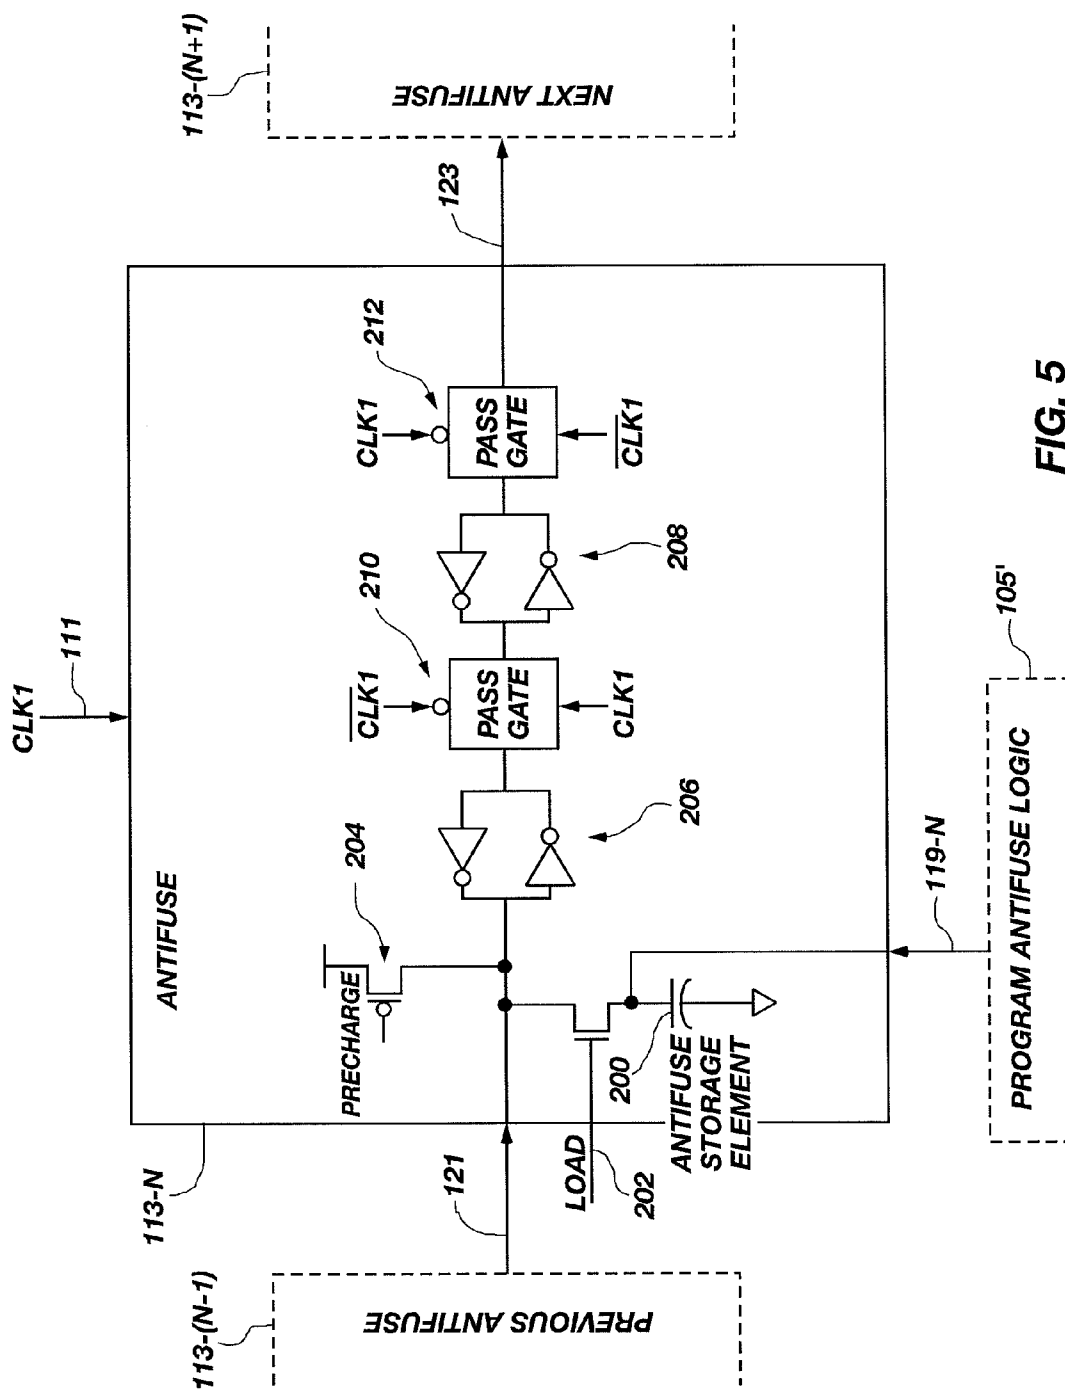 113-(N-1)
PREVIOUS ANTIFUSE
121
113-N
CLK1
111
ANTIFUSE
PRECHARGE
204
LOAD
202
200
ANTIFUSE
STORAGE
ELEMENT
206
CLK1
210
PASS
GATE
CLK1
208
CLK1
212
PASS
GATE
CLK1
123
113-(N+1)
NEXT ANTIFUSE
119-N
105'
PROGRAM ANTIFUSE LOGIC
FIG. 5